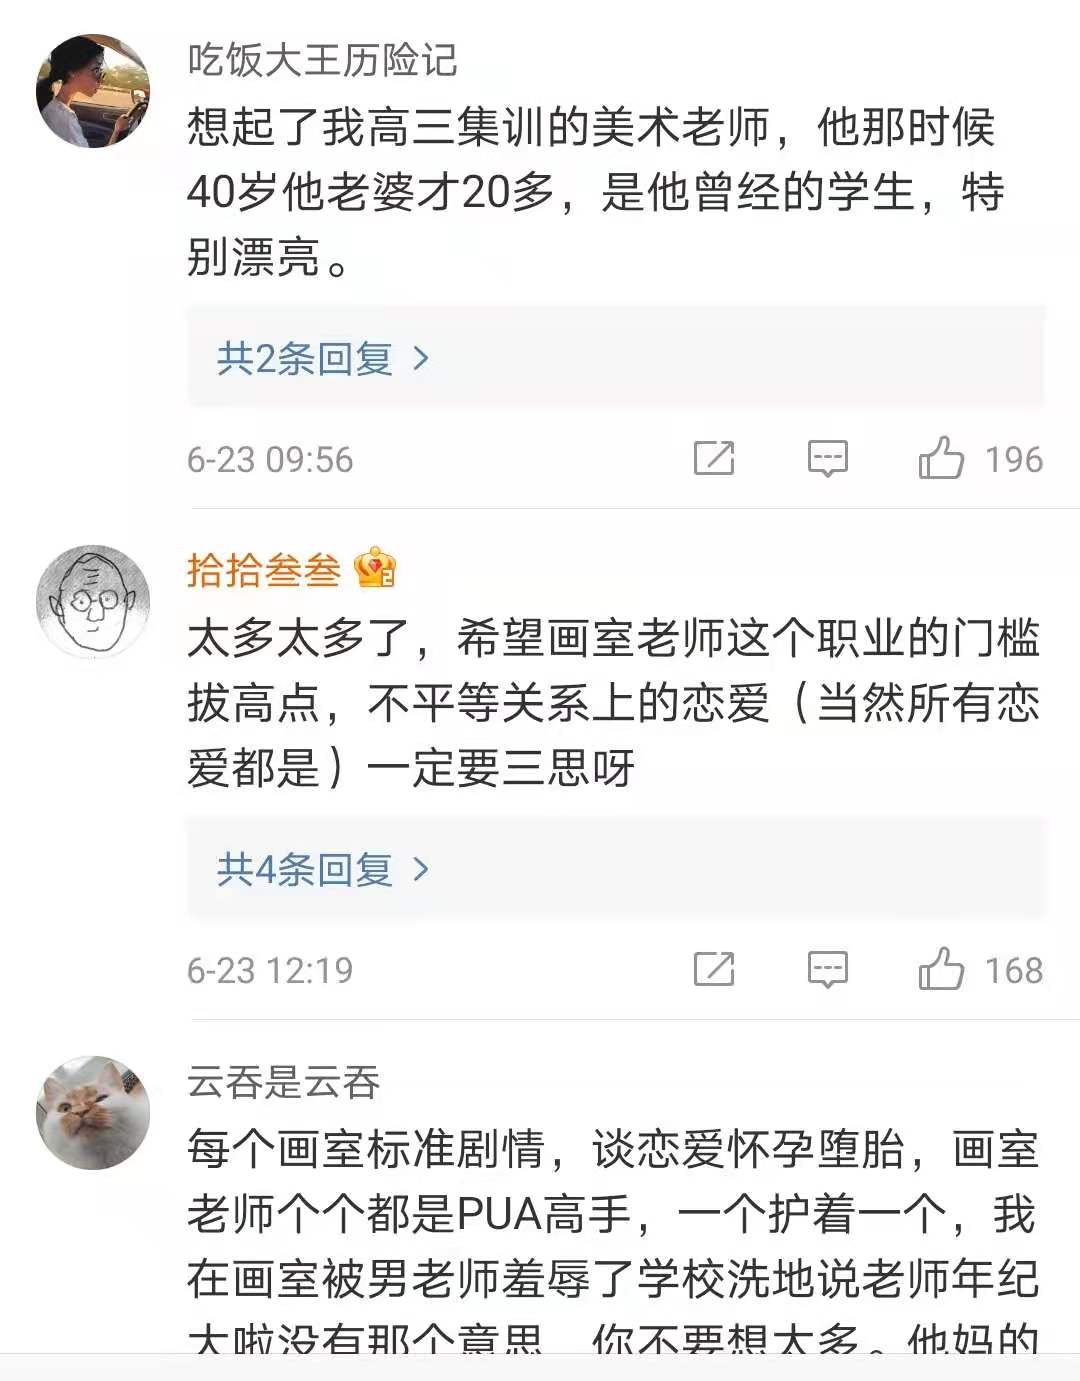 吃饭大王历险记
想起了我高三集训的美术老师，他那时候
40岁他老婆才20多，是他曾经的学生，特
别漂亮。
共2条回复 >
6-23 09:56 196
拾拾叁叁 2
太多太多了，希望画室老师这个职业的门槛
拔高点，不平等关系上的恋爱（当然所有恋
爱都是）一定要三思呀
共4条回复 >
6-23 12:19 168
云吞是云吞
每个画室标准剧情，谈恋爱怀孕堕胎，画室
老师个个都是PUA高手，一个护着一个，我
在画室被男老师羞辱了学校洗地说老师年纪
大啦没有那个意思，你不要想太多。他妈的